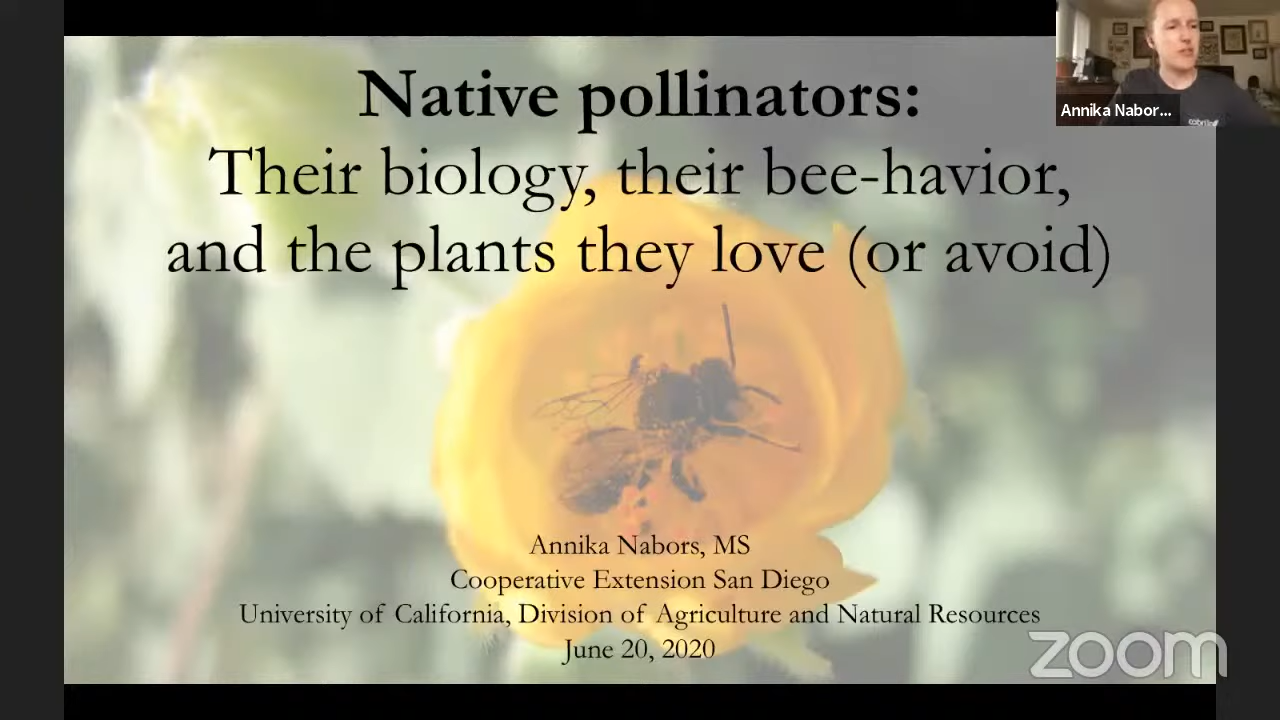 Native pollinators:
Their biology, their bee-havior,
and the plants they love (or avoid)
Annika Nabor...
Annika Nabors, MS
Cooperative Extension San Diego
University of California, Division of Agriculture and Natural Resources
June 20, 2020
zoom